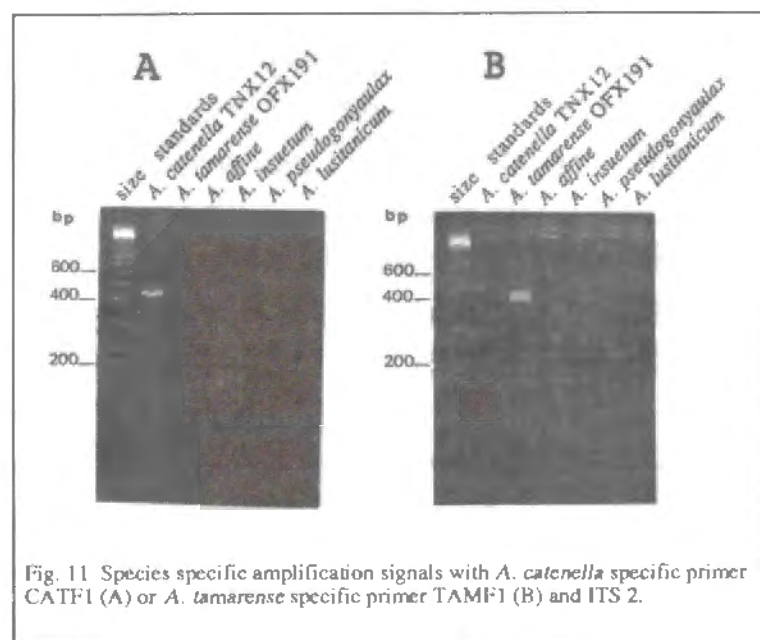 A
size standards
A. catenella TNX12
A. tamarense OFX191
A. affine
A. insuetum
A. pseudogonyaulax
A. lusitanicum
bp
600
400
200
B
size standards
A. catenella TNX12
A. tamarense OFX191
A. affine
A. insuetum
A. pseudogonyaulax
A. lusitanicum
bp
600
400
200
Fig. 11 Species specific amplification signals with A. catenella specific primer
CATF1 (A) or A. tamarense specific primer TAMF1 (B) and ITS 2.